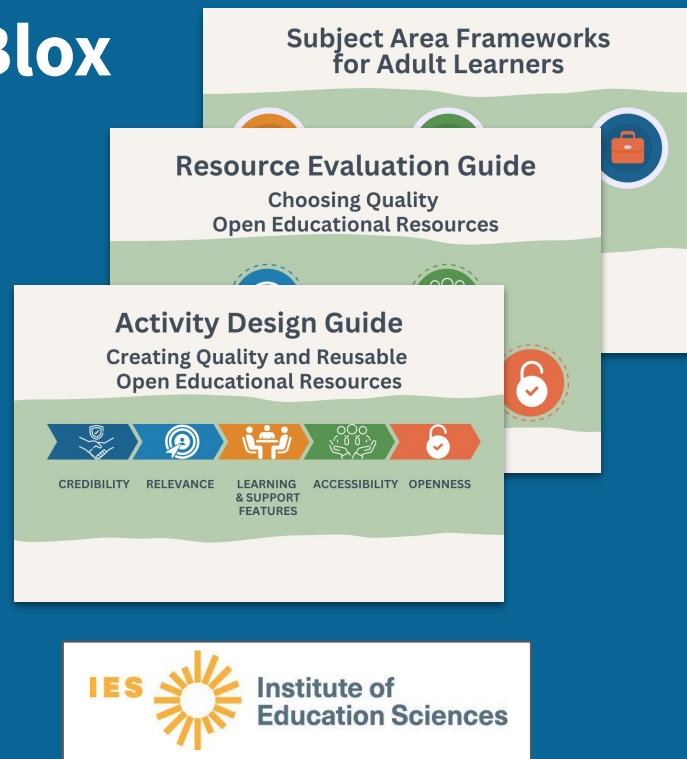 Blox
Subject Area Frameworks
for Adult Learners
Resource Evaluation Guide
Choosing Quality
Open Educational Resources
Activity Design Guide
Creating Quality and Reusable
Open Educational Resources
CREDIBILITY RELEVANCE LEARNING ACCESSIBILITY OPENNESS
& SUPPORT
FEATURES
IES
Institute of
Education Sciences